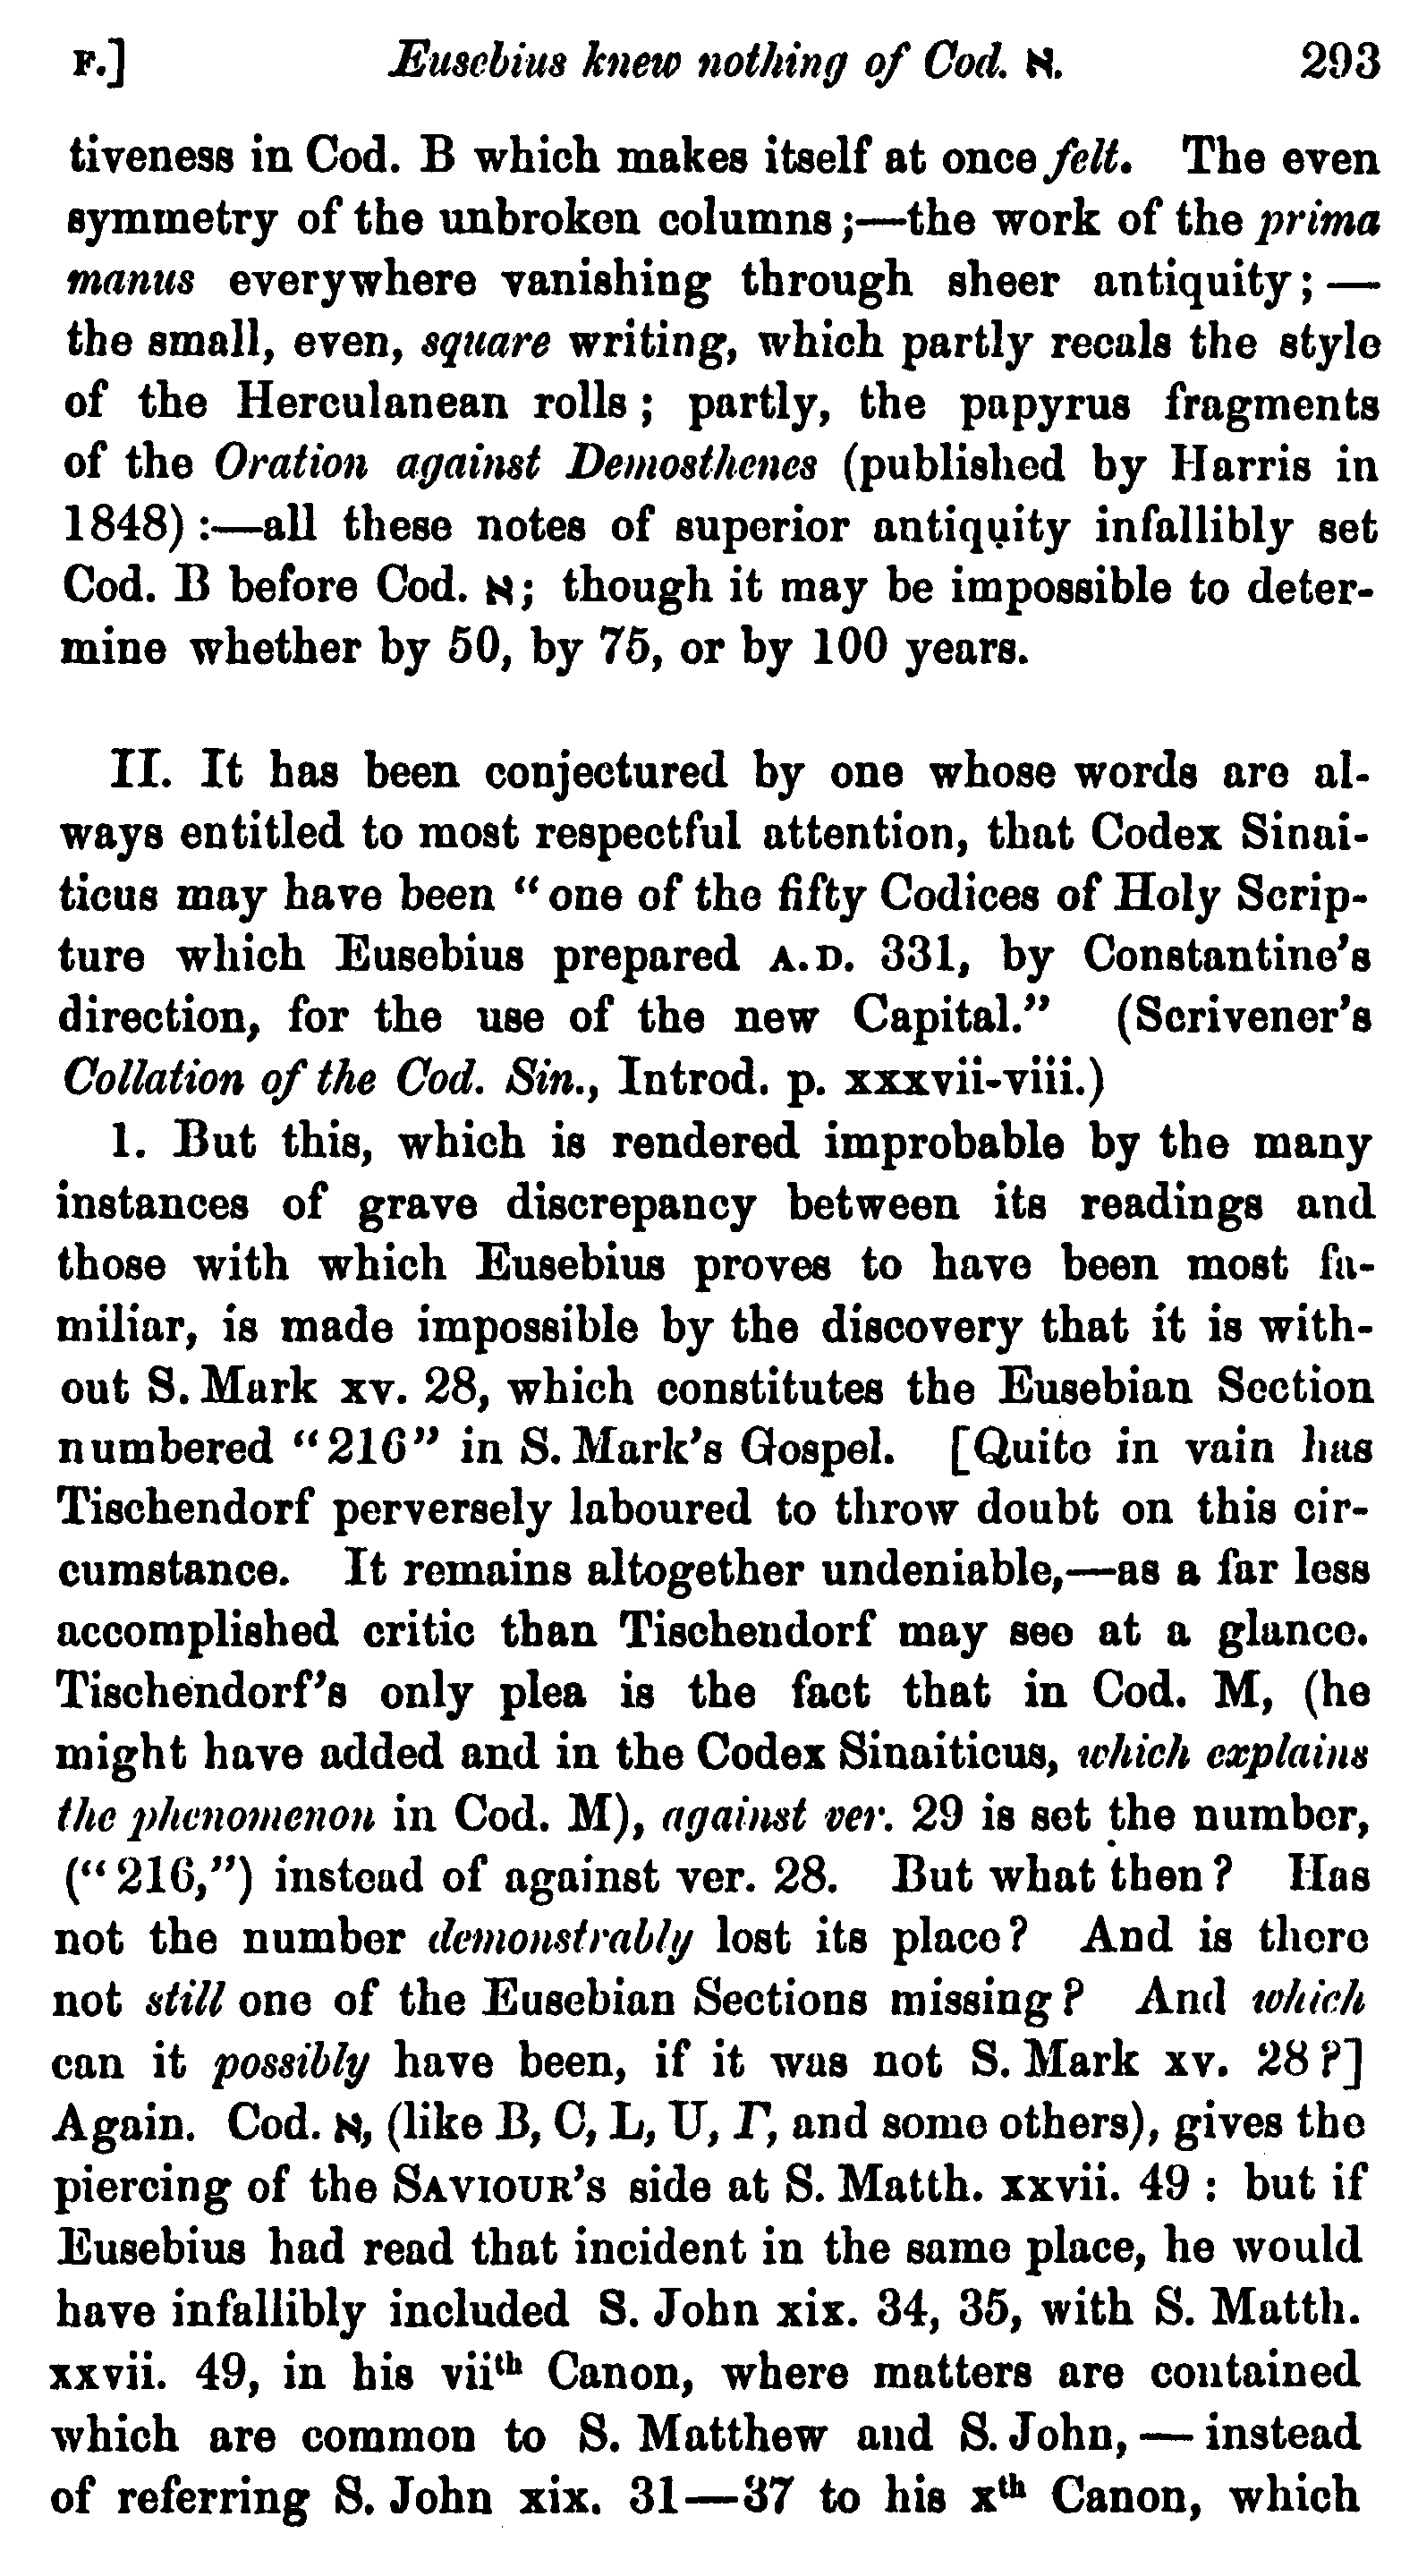 F.] Eusebius knew nothing of Cod. א. 293
tiveness in Cod. B which makes itself at once felt. The even
symmetry of the unbroken columns;—the work of the prima
manus everywhere vanishing through sheer antiquity; —
the small, even, square writing, which partly recals the style
of the Herculanean rolls; partly, the papyrus fragments
of the Oration against Demosthenes (published by Harris in
1848):—all these notes of superior antiquity infallibly set
Cod. B before Cod. א; though it may be impossible to deter-
mine whether by 50, by 75, or by 100 years.
II. It has been conjectured by one whose words are al-
ways entitled to most respectful attention, that Codex Sinai-
ticus may have been “one of the fifty Codices of Holy Scrip-
ture which Eusebius prepared A.D. 331, by Constantine’s
direction, for the use of the new Capital.” (Scrivener’s
Collation of the Cod. Sin., Introd. p. xxxvii-viii.)
1. But this, which is rendered improbable by the many
instances of grave discrepancy between its readings and
those with which Eusebius proves to have been most fa-
miliar, is made impossible by the discovery that it is with-
out S. Mark xv. 28, which constitutes the Eusebian Section
numbered “216” in S. Mark’s Gospel. [Quite in vain has
Tischendorf perversely laboured to throw doubt on this cir-
cumstance. It remains altogether undeniable,—as a far less
accomplished critic than Tischendorf may see at a glance.
Tischendorf’s only plea is the fact that in Cod. M, (he
might have added and in the Codex Sinaiticus, which explains
the phenomenon in Cod. M), against ver. 29 is set the number,
(“216,”) instead of against ver. 28. But what then? Has
not the number demonstrably lost its place? And is there
not still one of the Eusebian Sections missing? And which
can it possibly have been, if it was not S. Mark xv. 28?]
Again. Cod. א, (like B, C, L, U, Γ, and some others), gives the
piercing of the SAVIOUR’S side at S. Matth. xxvii. 49: but if
Eusebius had read that incident in the same place, he would
have infallibly included S. John xix. 34, 35, with S. Matth.
xxvii. 49, in his viith Canon, where matters are contained
which are common to S. Matthew and S. John, — instead
of referring S. John xix. 31—37 to his xth Canon, which